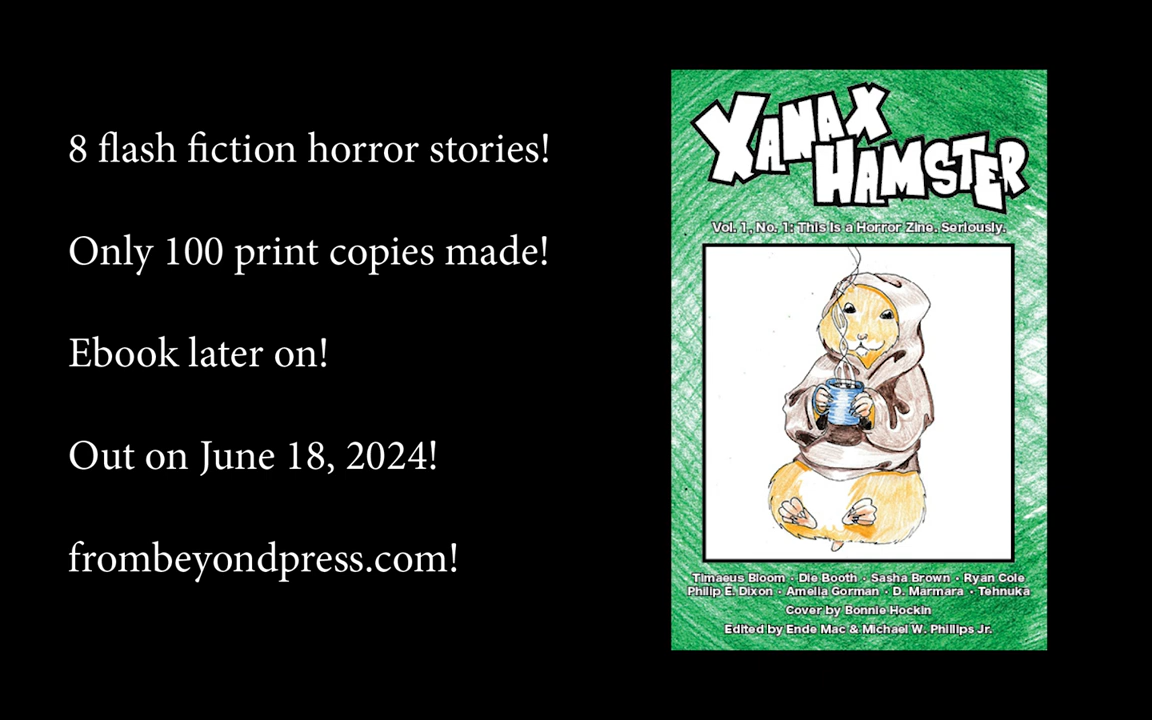 8 flash fiction horror stories!
Only 100 print copies made!
Ebook later on!
Out on June 18, 2024!
frombeyondpress.com!
XANAX
HAMSTER
Vol. 1, No. 1: This Is a Horror Zine. Seriously.
Timaeus Bloom · Die Booth · Sasha Brown · Ryan Cole
Philip E. Dixon · Amelia Gorman · D. Marmara · Tehnuka
Cover by Bonnie Hockin
Edited by Ende Mac & Michael W. Phillips Jr.